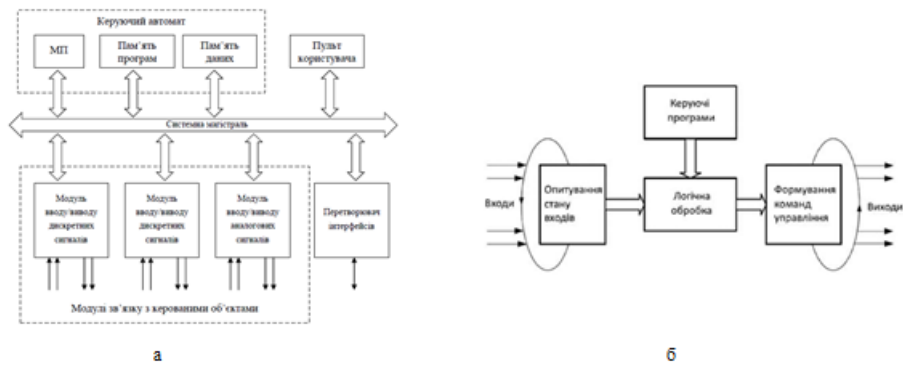 Керуючий автомат
МП
Пам'ять
програм
Пам'ять
даних
Пульт
користувача
Системна магістраль
Модуль
вводу/виводу
дискретних
сигналів
Модуль
вводу/виводу
дискретних
сигналів
Модуль
вводу/виводу
аналогових
сигналів
Перетворювач
інтерфейсів
Модулі зв'язку з керованими об'єктами
а
Керуючі
програми
Входи
Опитування
стану
входів
Логічна
обробка
Формування
команд
управління
Виходи
б